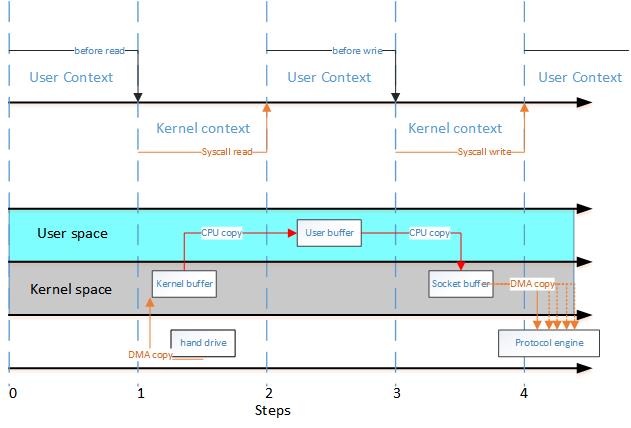 before read
before wrie
User Context
User Context
User Context
Kernel context
Kernel context
Syscall read
Syscall write
User space
CPU copy
User buffer
CPU copy
Kernel space
Kernel buffer
Socket buffer
DMA copy
hand drive
Protocol engine
DMA copy
0
1
2
3
4
Steps